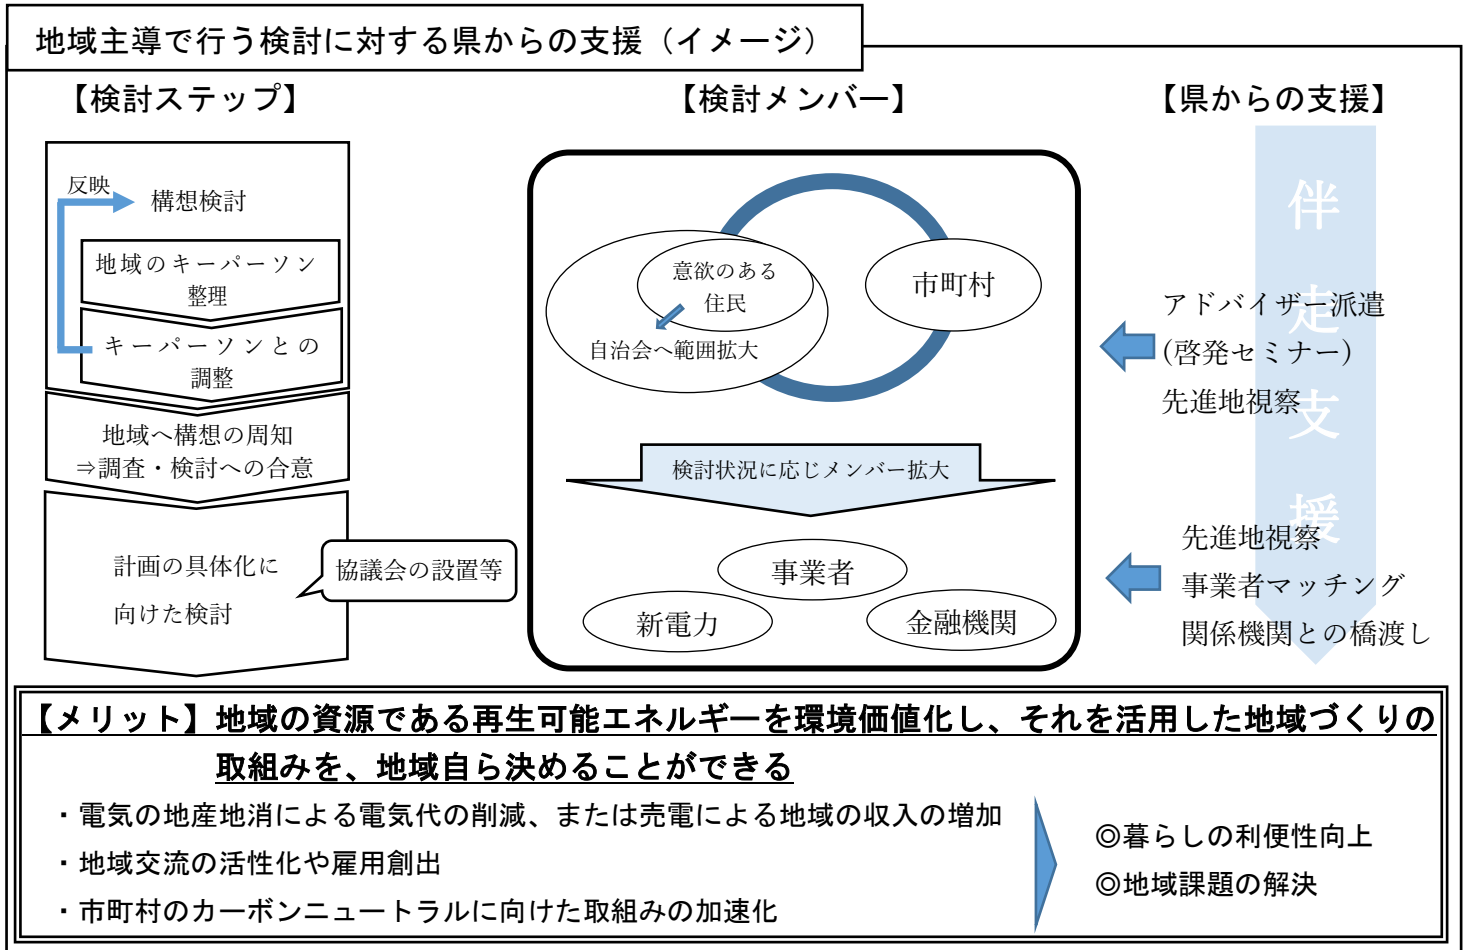 地域主導で行う検討に対する県からの支援（イメージ）
【検討ステップ】
反映
構想検討
地域のキーパーソン
整理
キーパーソンとの
調整
地域へ構想の周知
⇒調査・検討への合意
計画の具体化に
向けた検討
協議会の設置等
【検討メンバー】
意欲のある
住民
自治会へ範囲拡大
市町村
検討状況に応じメンバー拡大
事業者
新電力
金融機関
【県からの支援】
伴走支援
アドバイザー派遣
(啓発セミナー)
先進地視察
先進地視察
事業者マッチング
関係機関との橋渡し
【メリット】地域の資源である再生可能エネルギーを環境価値化し、それを活用した地域づくりの
取組みを、地域自ら決めることができる
・電気の地産地消による電気代の削減、または売電による地域の収入の増加
・地域交流の活性化や雇用創出
・市町村のカーボンニュートラルに向けた取組みの加速化
◎暮らしの利便性向上
◎地域課題の解決